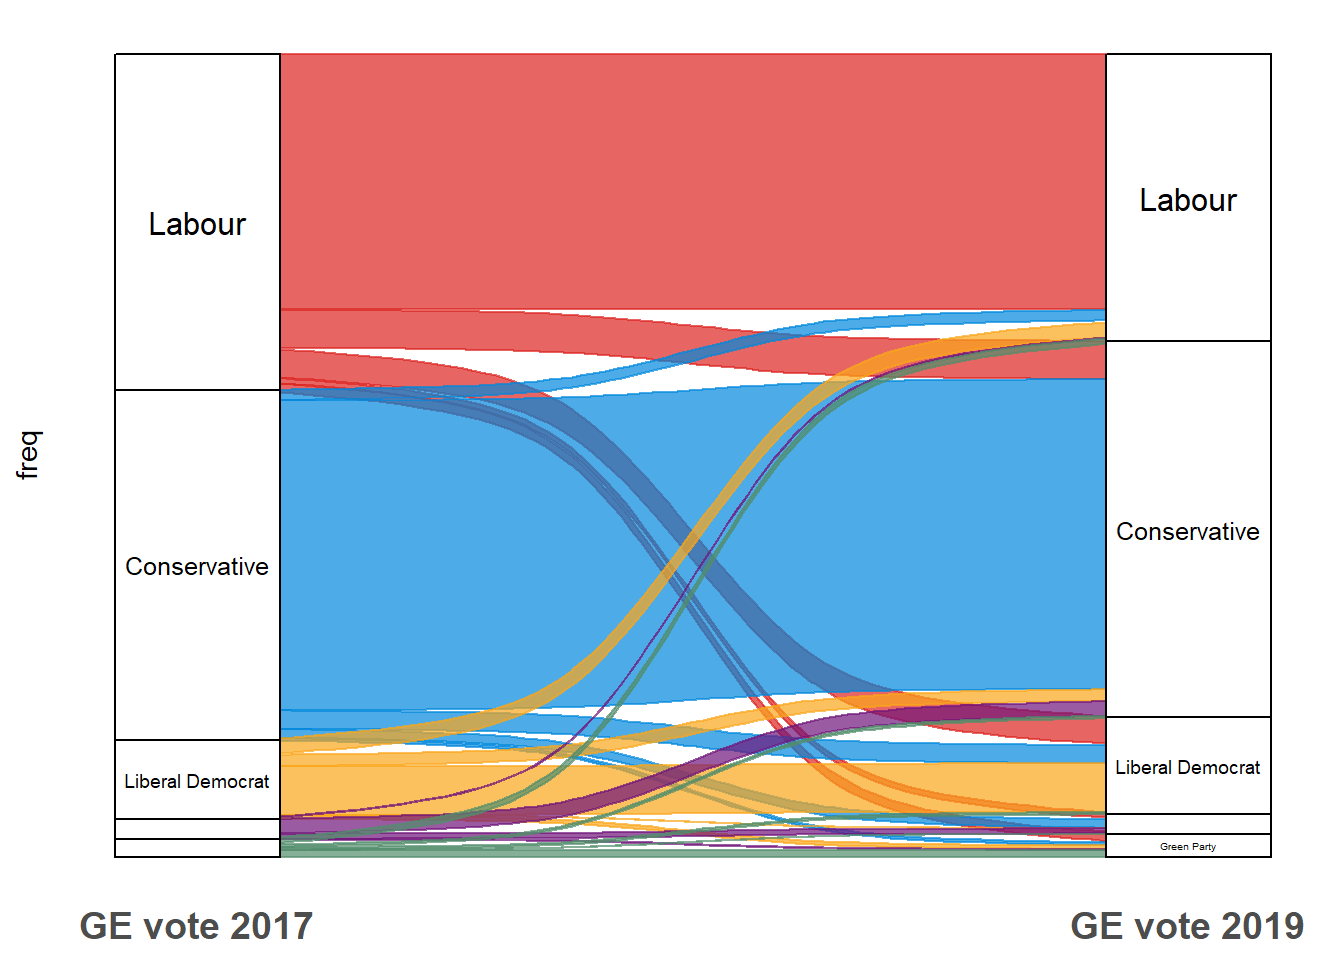 Labour
Labour
freq
Conservative
Conservative
Liberal Democrat
Liberal Democrat
Green Party
GE vote 2017
GE vote 2019